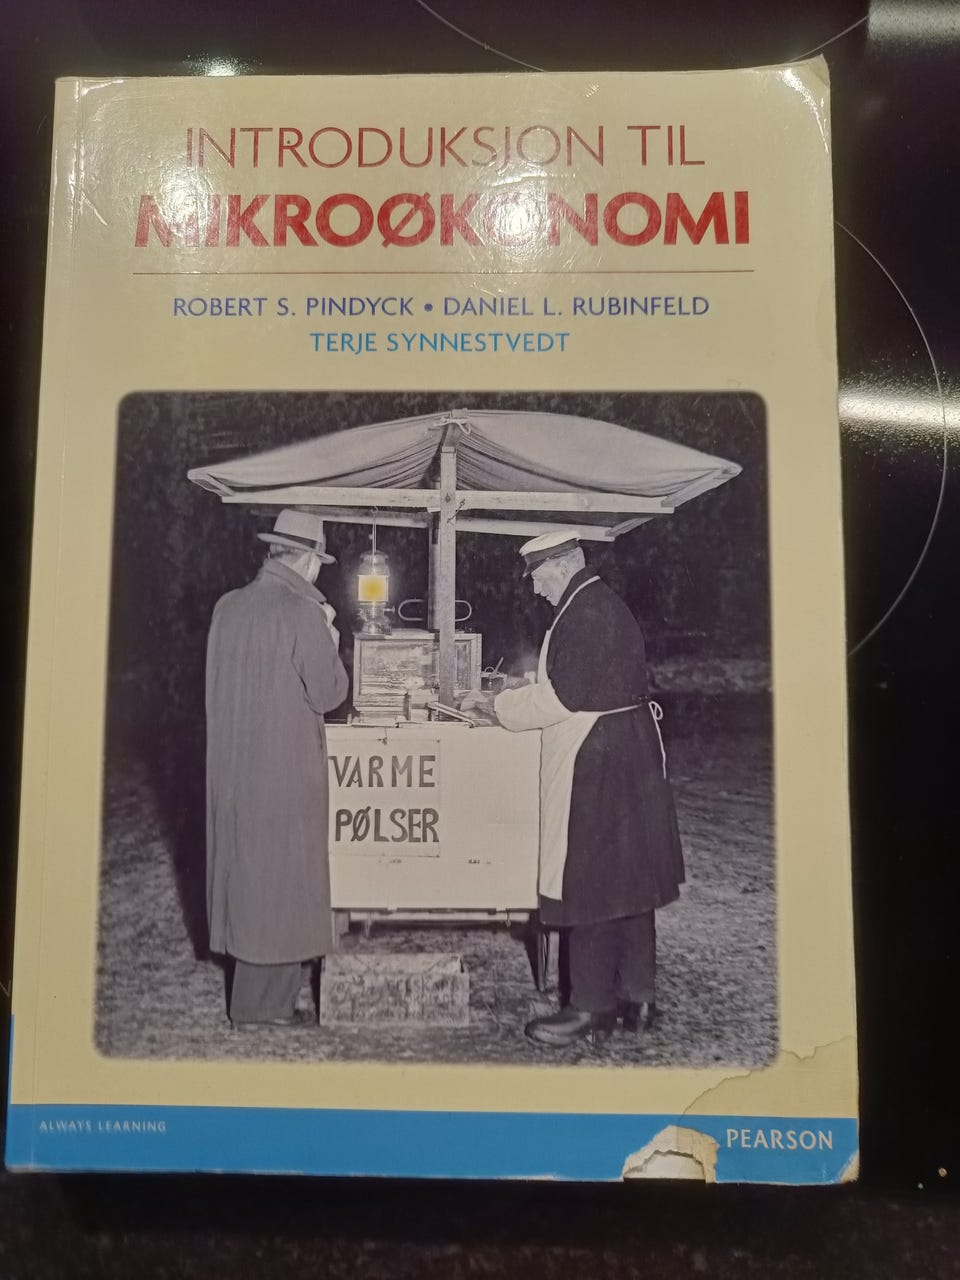 INTRODUKSJON TIL
MIKROØKONOMI
ROBERT S. PINDYCK • DANIEL L. RUBINFELD
TERJE SYNNESTVEDT
VARME
PØLSER
ALWAYS LEARNING
PEARSON